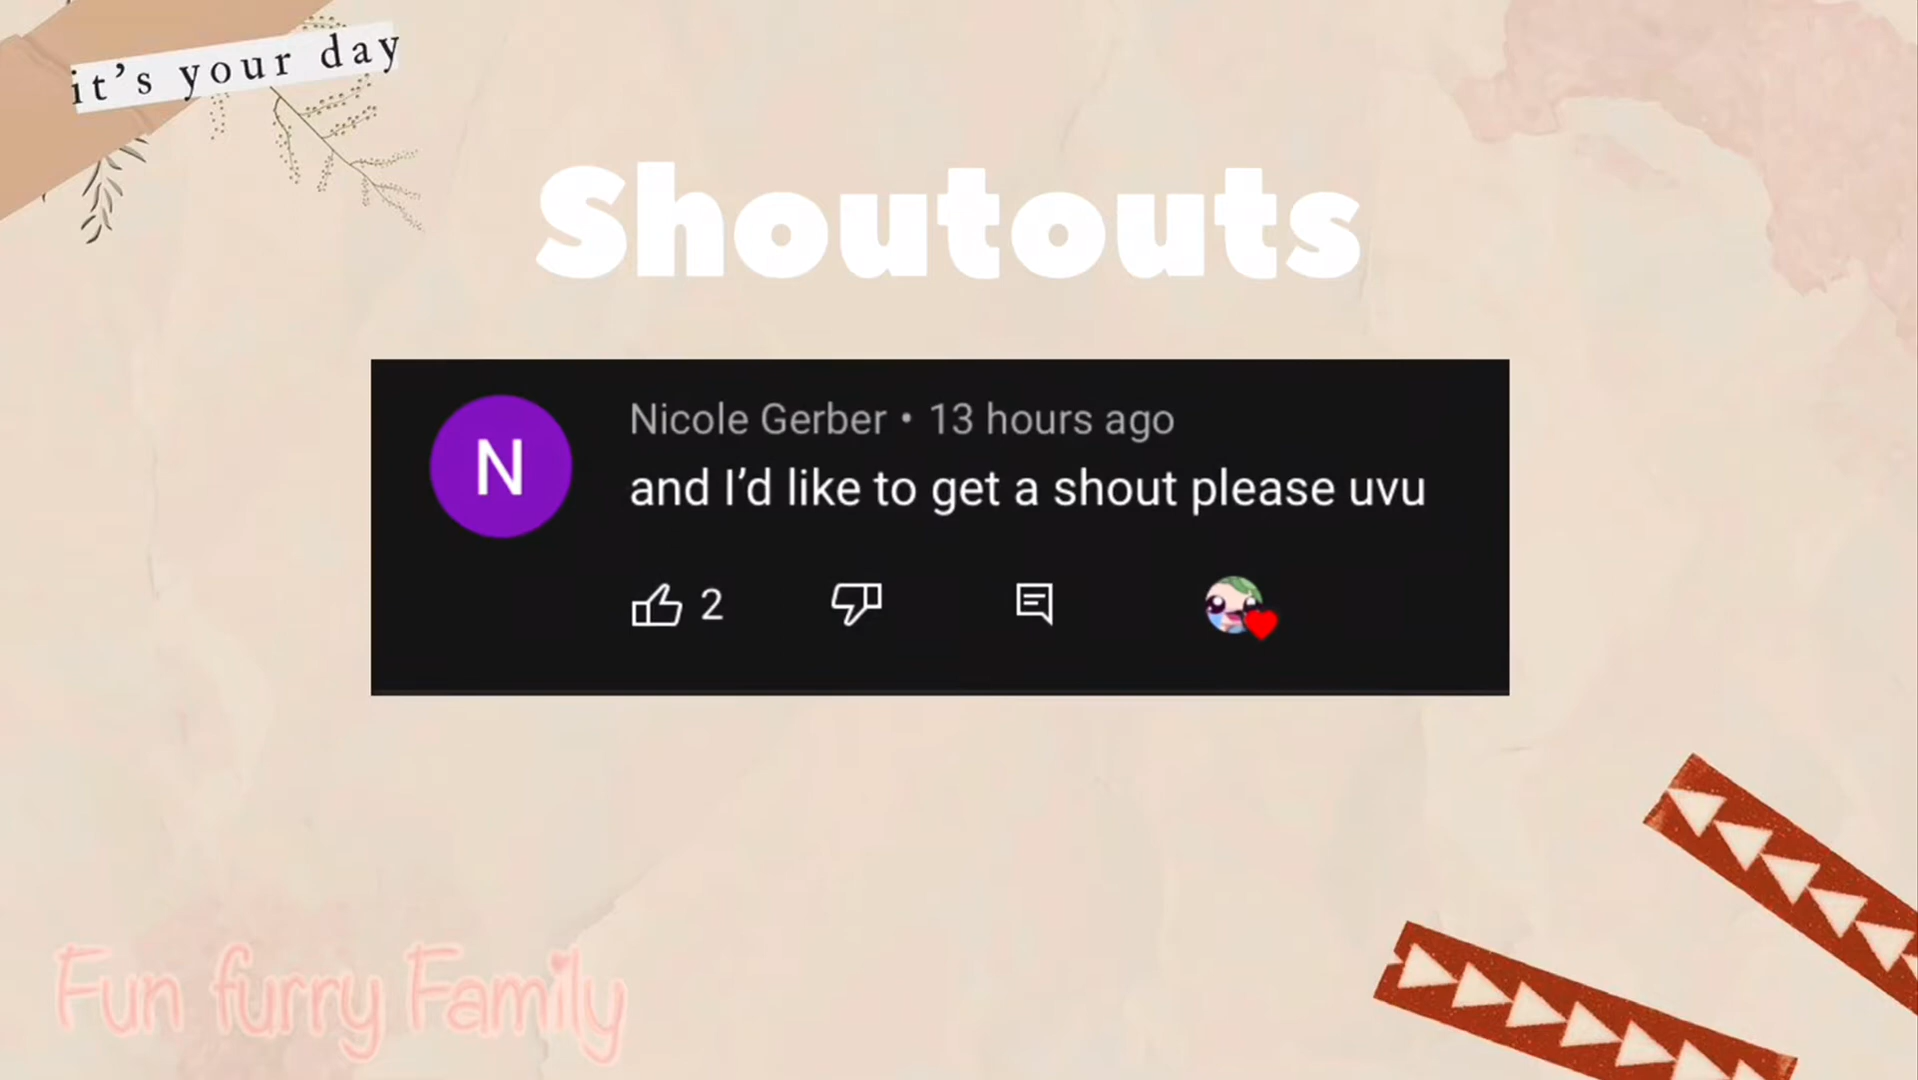 it's your day
Shoutouts
N
Nicole Gerber • 13 hours ago
and I'd like to get a shout please uvu
2
Fun furry Family